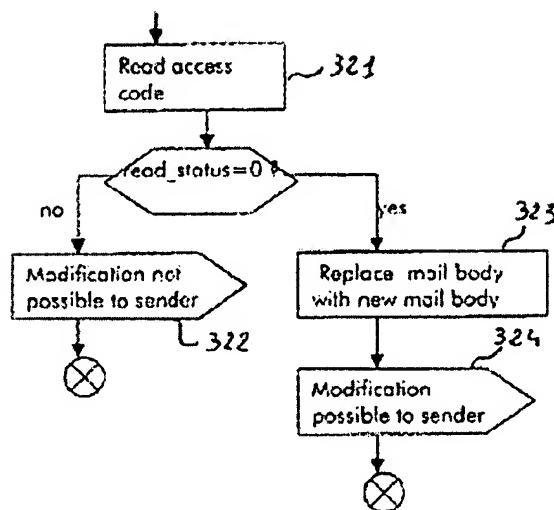 Read access
code
321
read_status=0 ?
no
yes
323
Modification not
possible to sender
322
Replace mail body
with new mail body
324
Modification
possible to sender